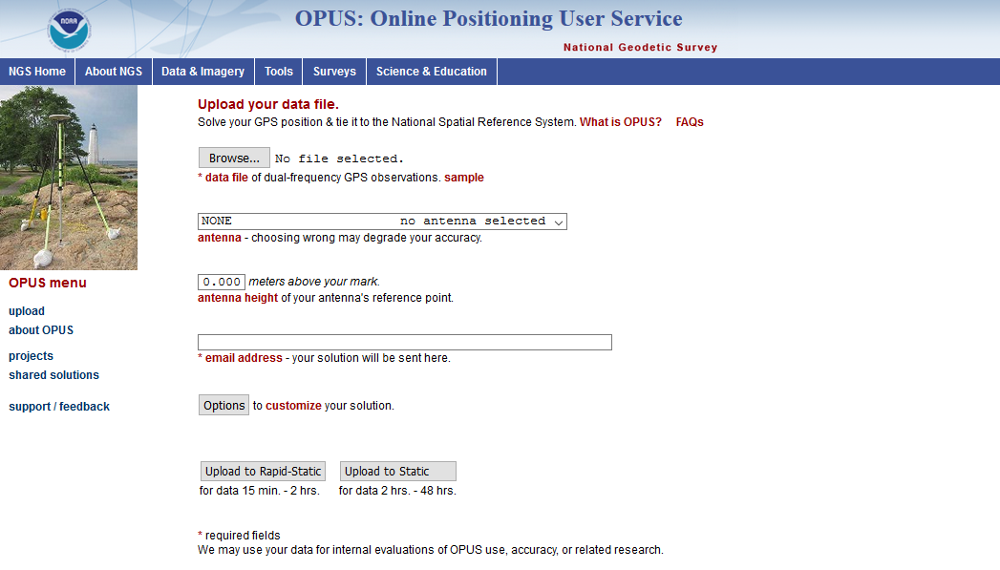 NOAA
OPUS: Online Positioning User Service
National Geodetic Survey
NGS Home About NGS Data & Imagery Tools Surveys Science & Education
Upload your data file.
Solve your GPS position & tie it to the National Spatial Reference System. What is OPUS? FAQs
Browse... No file selected.
* data file of dual-frequency GPS observations. sample
NONE no antenna selected
antenna - choosing wrong may degrade your accuracy.
0.000 meters above your mark.
antenna height of your antenna's reference point.
* email address - your solution will be sent here.
Options to customize your solution.
Upload to Rapid-Static Upload to Static
for data 15 min. - 2 hrs. for data 2 hrs. - 48 hrs.
* required fields
We may use your data for internal evaluations of OPUS use, accuracy, or related research.
OPUS menu
upload
about OPUS
projects
shared solutions
support / feedback